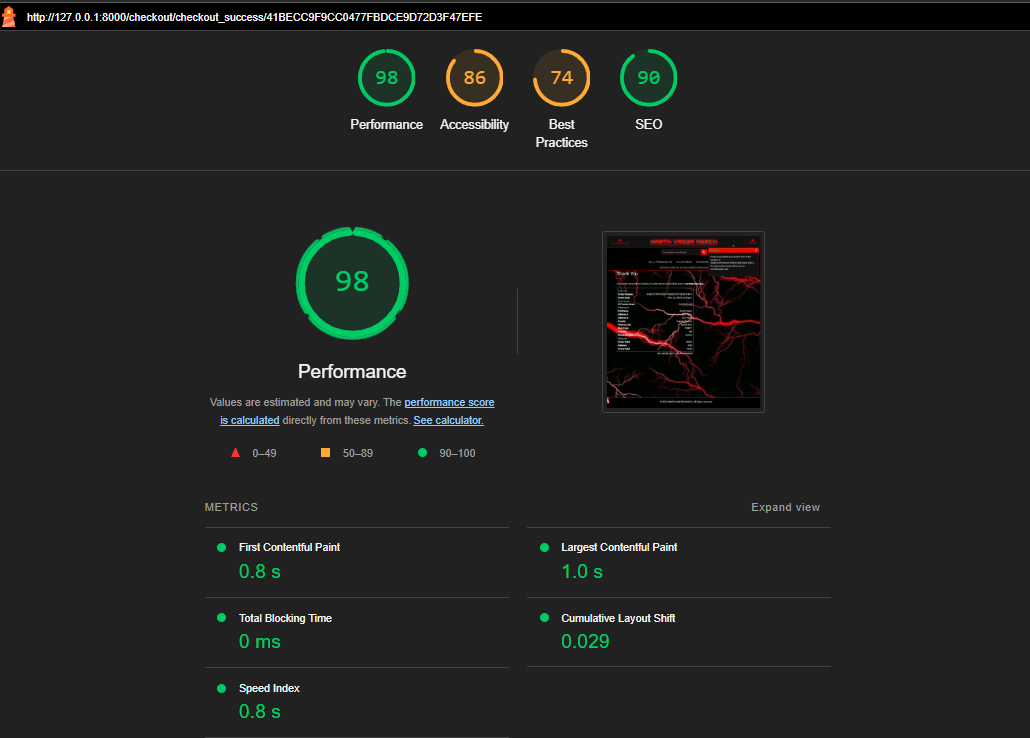 http://127.0.0.1:8000/checkout/checkout_success/41BECC9F9CC0477FBDCE9D72D3F47EFE
98
86
74
90
Performance
Accessibility
Best
Practices
SEO
98
Performance
Values are estimated and may vary. The performance score
is calculated directly from these metrics. See calculator.
0–49
50–89
90–100
Thank You
METRICS
Expand view
First Contentful Paint
0.8 s
Largest Contentful Paint
1.0 s
Total Blocking Time
0 ms
Cumulative Layout Shift
0.029
Speed Index
0.8 s